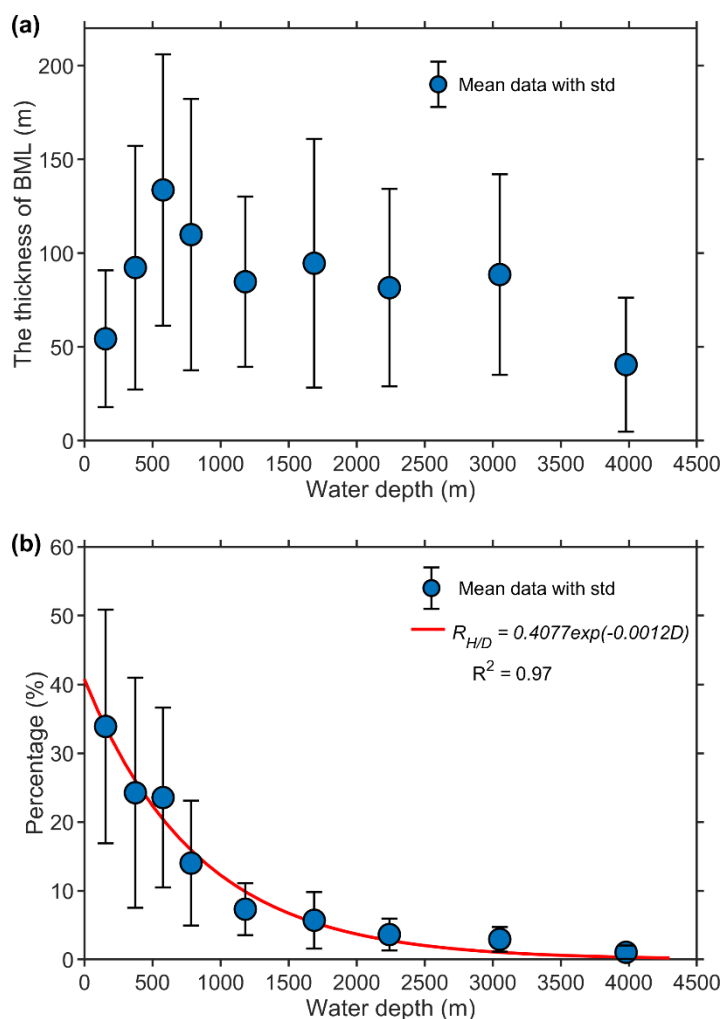 (a)
The thickness of BML (m)
200
150
100
50
0
Mean data with std
0 500 1000 1500 2000 2500 3000 3500 4000 4500
Water depth (m)
(b)
Percentage (%)
60
50
40
30
20
10
0
Mean data with std
R_{H/D} = 0.4077exp(-0.0012D)
R² = 0.97
0 500 1000 1500 2000 2500 3000 3500 4000 4500
Water depth (m)